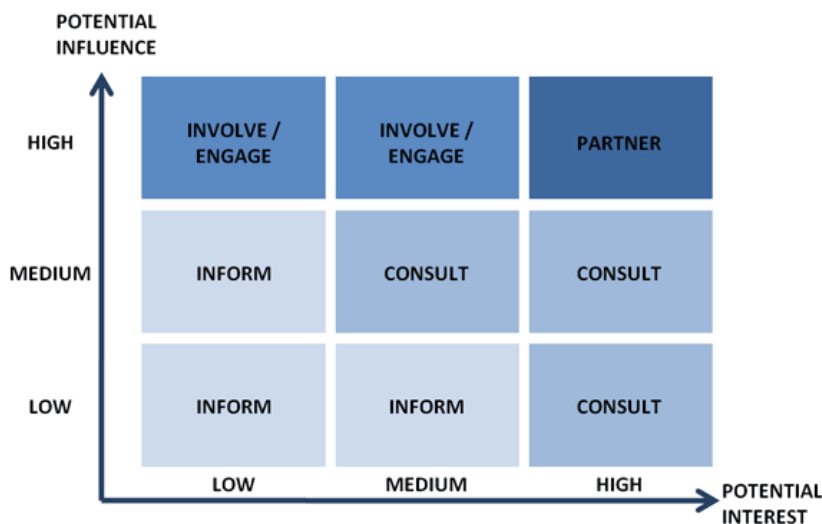 POTENTIAL
INFLUENCE
HIGH
INVOLVE /
ENGAGE
INVOLVE /
ENGAGE
PARTNER
MEDIUM
INFORM
CONSULT
CONSULT
LOW
INFORM
INFORM
CONSULT
LOW
MEDIUM
HIGH
POTENTIAL
INTEREST